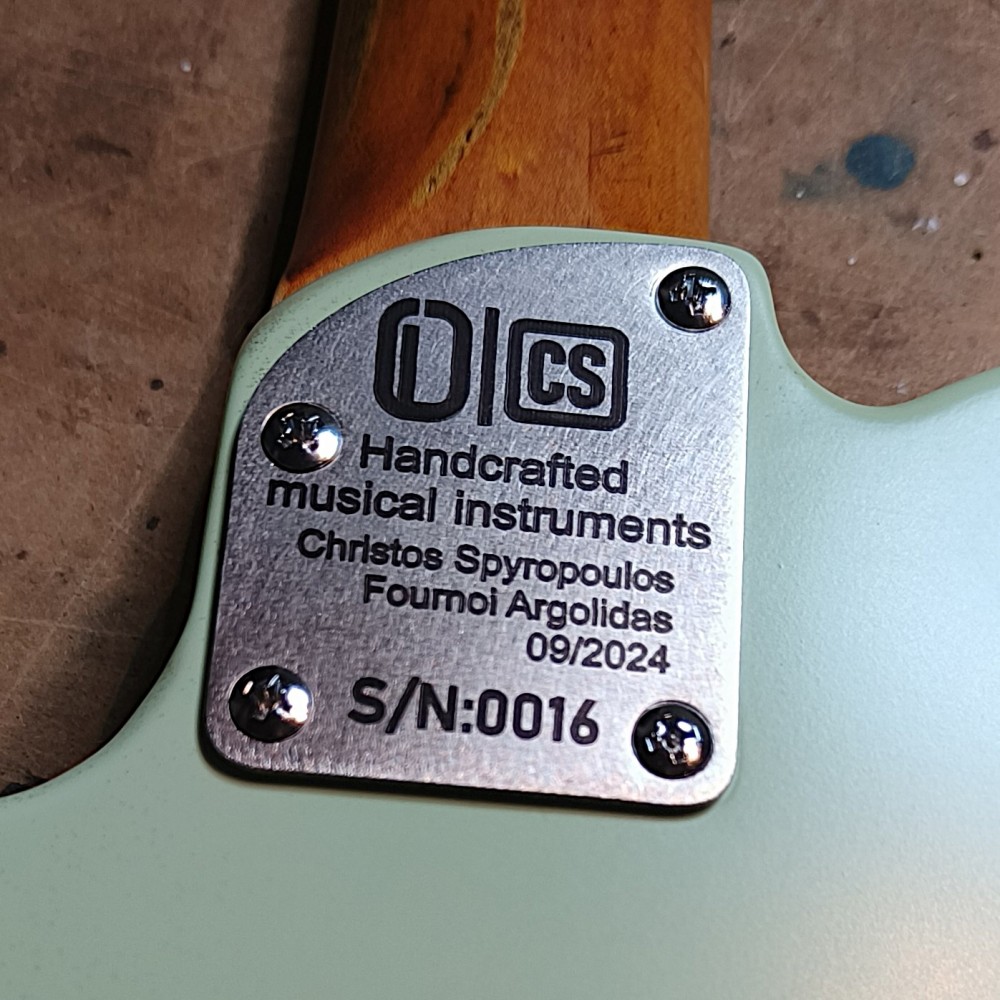 CS
Handcrafted
musical instruments
Christos Spyropoulos
Fournoi Argolidas
09/2024
S/N:0016